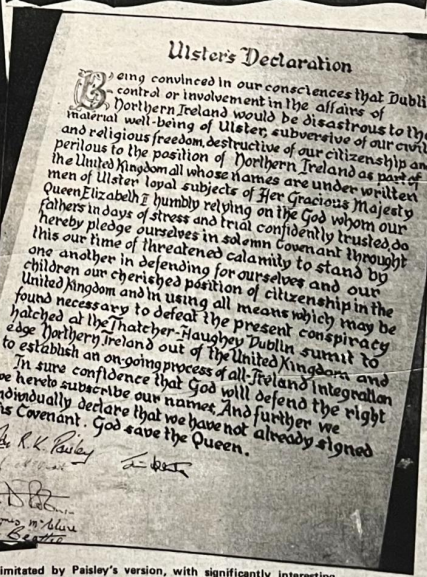 Ulster's Declaration
Being convinced in our consciences that Dubli
control or involvement in the affairs of
Northern Ireland would be disastrous to the
material well-being of Ulster, subversive of our civil
and religious freedom, destructive of our citizenship an
perilous to the position of Northern Ireland as part of
the United Kingdom all whose names are under written
men of Ulster loyal subjects of Her Gracious Majesty
Queen Elizabeth II humbly relying on the God whom our
fathers in days of stress and trial confidently trusted, do
hereby pledge ourselves in solemn Covenant throught
this our time of threatened calamity to stand by
one another in defending for ourselves and our
children our cherished position of citizenship in the
United Kingdom and in using all means which may be
found necessary to defeat the present conspiracy
hatched at the Thatcher-Haughey Dublin sumit to
edge Northern Ireland out of the United Kingdom and
to establish an on-going process of all-Ireland integration
In sure confidence that God will defend the right
we hereto subscribe our names. And further we
ndividually declare that we have not already signed
his Covenant. God save the Queen.
R.K. Paisley
imitated by Paisley's version, with significantly interesting